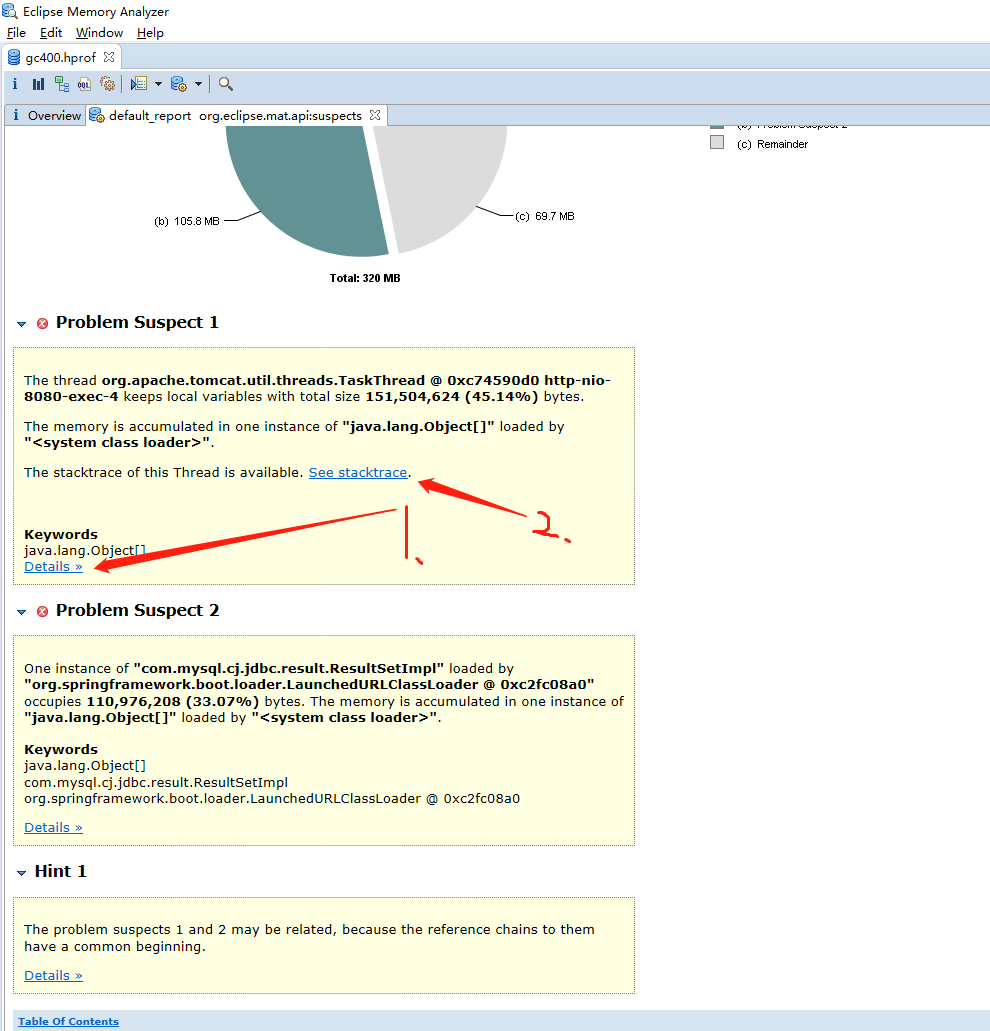 Eclipse Memory Analyzer
File Edit Window Help
gc400.hprof
i OQL
i Overview default_report org.eclipse.mat.api:suspects
(b) Problem Suspect 2
(c) Remainder
(b) 105.8 MB
(c) 69.7 MB
Total: 320 MB
Problem Suspect 1
The thread org.apache.tomcat.util.threads.TaskThread @ 0xc74590d0 http-nio-
8080-exec-4 keeps local variables with total size 151,504,624 (45.14%) bytes.
The memory is accumulated in one instance of "java.lang.Object[]" loaded by
"<system class loader>".
The stacktrace of this Thread is available. See stacktrace.
1.
2.
Keywords
java.lang.Object[]
Details »
Problem Suspect 2
One instance of "com.mysql.cj.jdbc.result.ResultSetImpl" loaded by
"org.springframework.boot.loader.LaunchedURLClassLoader @ 0xc2fc08a0"
occupies 110,976,208 (33.07%) bytes. The memory is accumulated in one instance of
"java.lang.Object[]" loaded by "<system class loader>".
Keywords
java.lang.Object[]
com.mysql.cj.jdbc.result.ResultSetImpl
org.springframework.boot.loader.LaunchedURLClassLoader @ 0xc2fc08a0
Details »
Hint 1
The problem suspects 1 and 2 may be related, because the reference chains to them
have a common beginning.
Details »
Table Of Contents